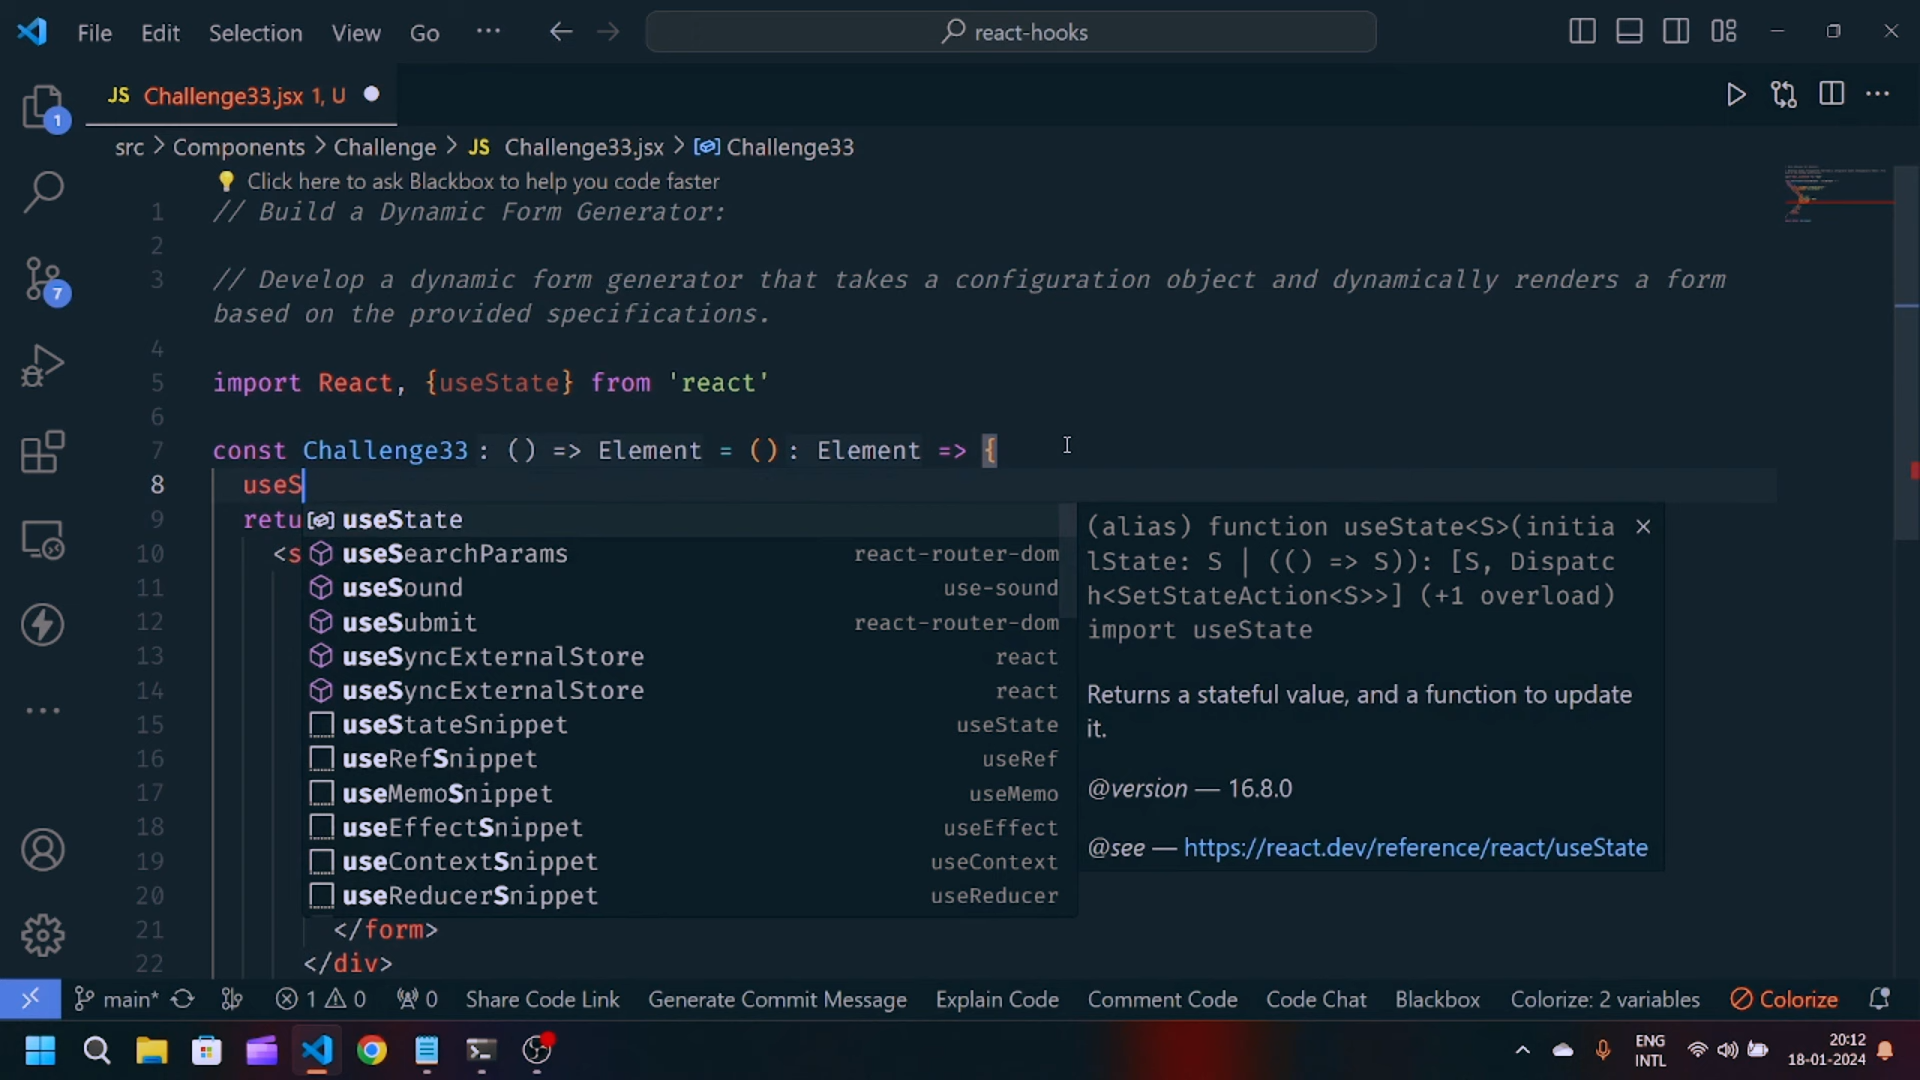 File Edit Selection View Go ··· react-hooks
JS Challenge33.jsx 1, U
src > Components > Challenge > JS Challenge33.jsx > Challenge33
Click here to ask Blackbox to help you code faster
1 // Build a Dynamic Form Generator:
2
3 // Develop a dynamic form generator that takes a configuration object and dynamically renders a form
based on the provided specifications.
4
5 import React, {useState} from 'react'
6
7 const Challenge33 : () => Element = (): Element => {
8 useS
9 retu
10 <s
11
12
13
14
15
16
17
18
19
20
21 </form>
22 </div>
useState
useSearchParams react-router-dom
useSound use-sound
useSubmit react-router-dom
useSyncExternalStore react
useSyncExternalStore react
useStateSnippet useState
useRefSnippet useRef
useMemoSnippet useMemo
useEffectSnippet useEffect
useContextSnippet useContext
useReducerSnippet useReducer
(alias) function useState<S>(initia
lState: S | (() => S)): [S, Dispatc
h<SetStateAction<S>>] (+1 overload)
import useState
Returns a stateful value, and a function to update
it.
@version — 16.8.0
@see — https://react.dev/reference/react/useState
1
7
main* 1 0 0 Share Code Link Generate Commit Message Explain Code Comment Code Code Chat Blackbox Colorize: 2 variables Colorize
ENG
INTL
20:12
18-01-2024